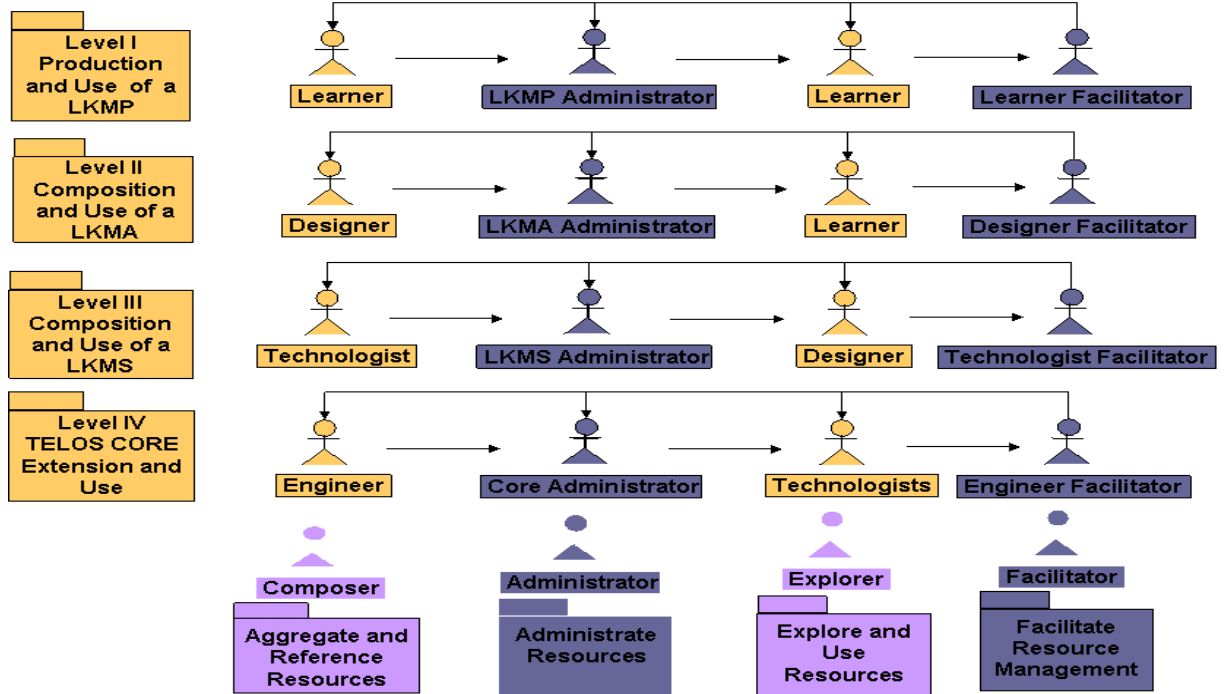 Level I
Production
and Use of a
LKMP
Learner
LKMP Administrator
Learner
Learner Facilitator
Level II
Composition
and Use of a
LKMA
Designer
LKMA Administrator
Learner
Designer Facilitator
Level III
Composition
and Use of a
LKMS
Technologist
LKMS Administrator
Designer
Technologist Facilitator
Level IV
TELOS CORE
Extension and
Use
Engineer
Core Administrator
Technologists
Engineer Facilitator
Composer
Administrator
Explorer
Facilitator
Aggregate and
Reference
Resources
Administrate
Resources
Explore and
Use
Resources
Facilitate
Resource
Management